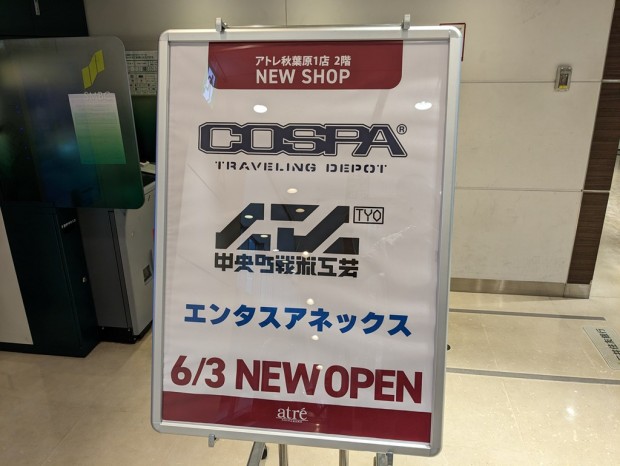 アトレ秋葉原1店 2階
NEW SHOP
COSPA®
TRAVELING DEPOT
TYO
中央町戦術工芸
エンタスアネックス
6/3 NEW OPEN
atré